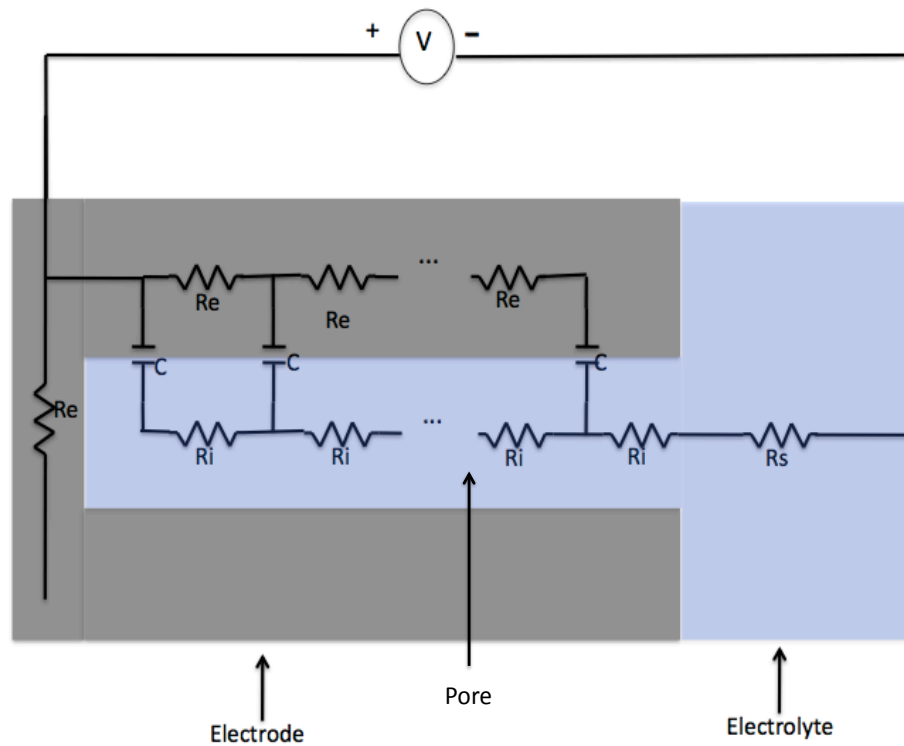 + V −
...
Re
Re
Re
C
C
C
Re
...
Ri
Ri
Ri
Ri
Rs
Pore
Electrode
Electrolyte